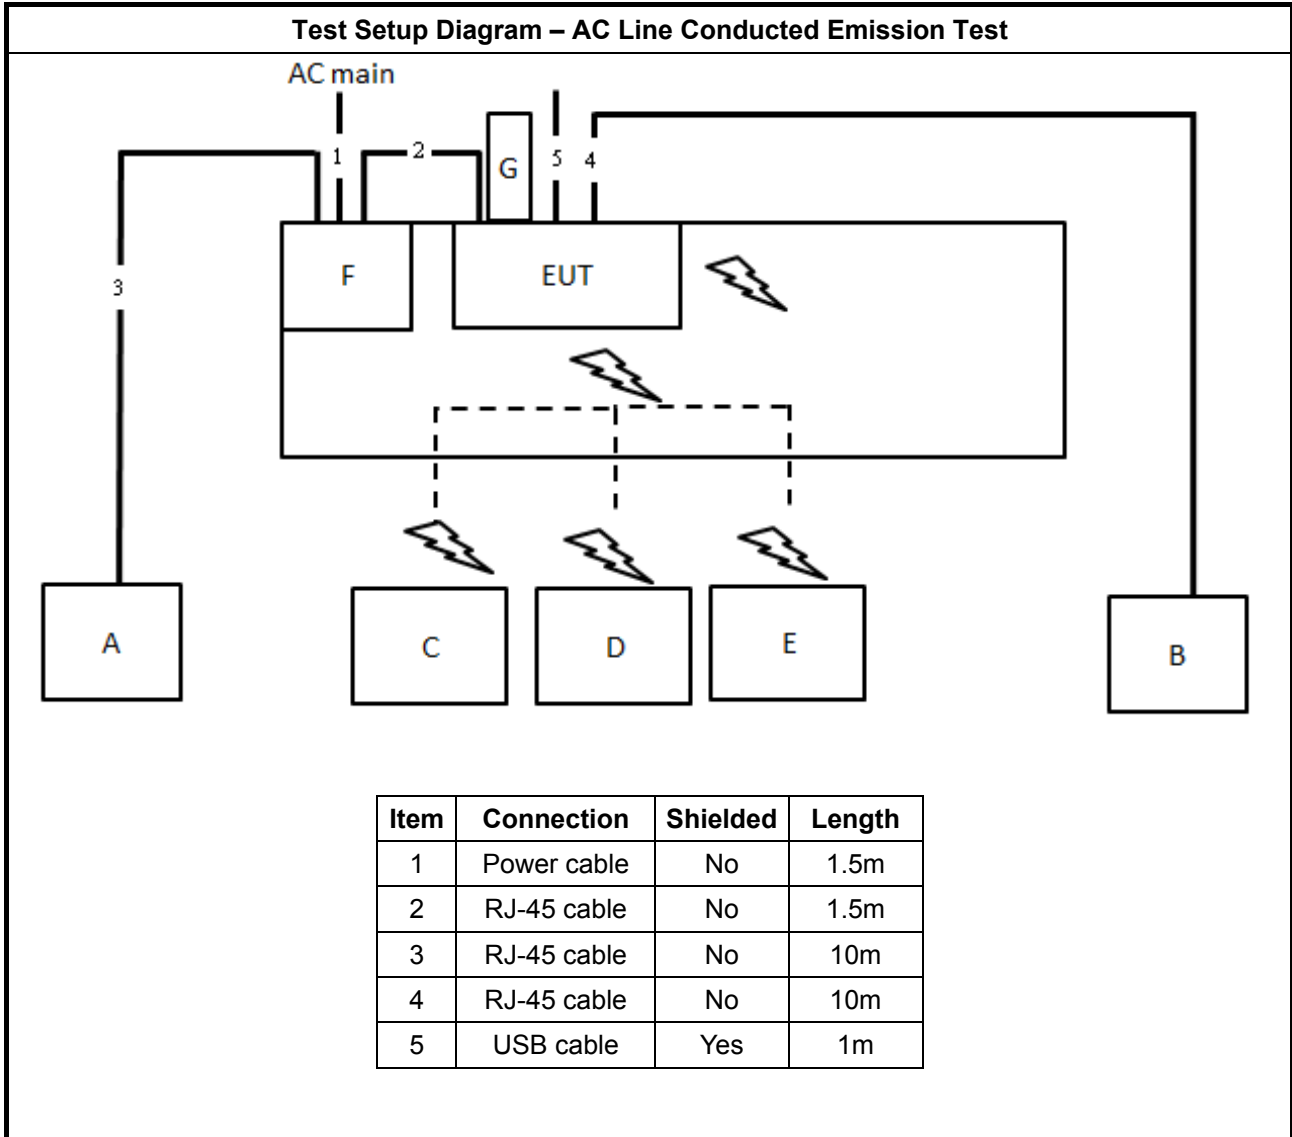 Test Setup Diagram – AC Line Conducted Emission Test
AC main
1
2
G
5
4
F
EUT
3
A
C
D
E
B
Item Connection Shielded Length
1 Power cable No 1.5m
2 RJ-45 cable No 1.5m
3 RJ-45 cable No 10m
4 RJ-45 cable No 10m
5 USB cable Yes 1m